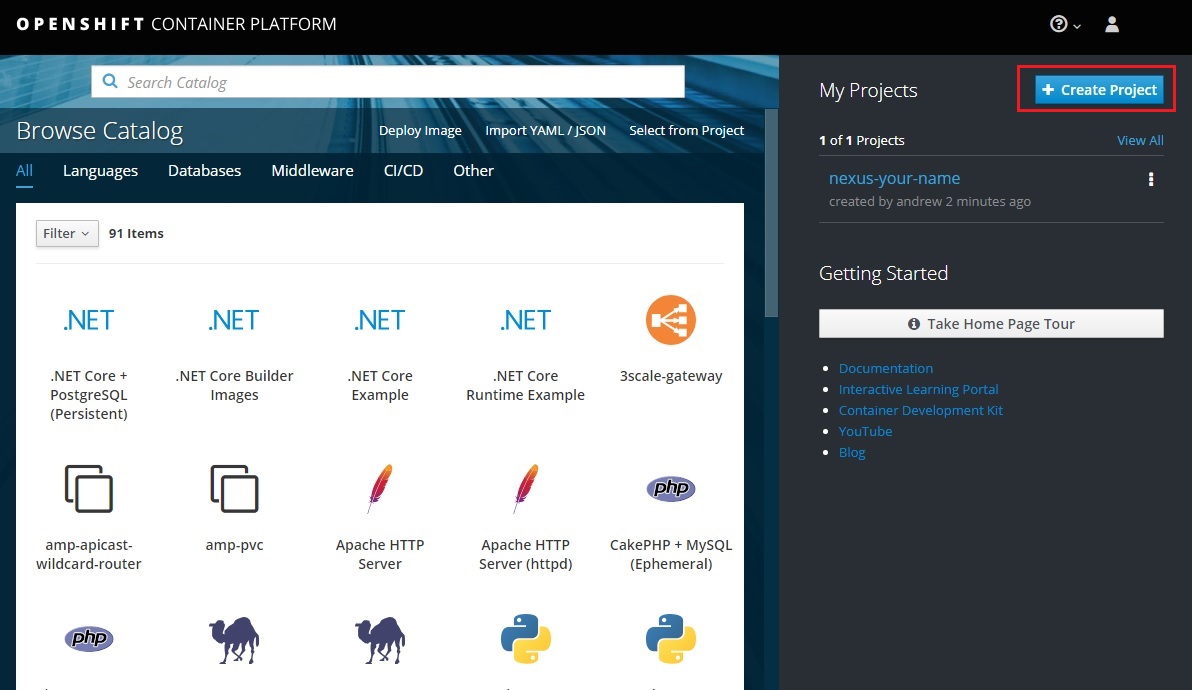 OPENSHIFT CONTAINER PLATFORM
Search Catalog
Browse Catalog
Deploy Image
Import YAML / JSON
Select from Project
All
Languages
Databases
Middleware
CI/CD
Other
Filter
91 Items
.NET
.NET Core +
PostgreSQL
(Persistent)
.NET
.NET Core Builder
Images
.NET
.NET Core
Example
.NET
.NET Core
Runtime Example
3scale-gateway
amp-apicast-
wildcard-router
amp-pvc
Apache HTTP
Server
Apache HTTP
Server (httpd)
php
CakePHP + MySQL
(Ephemeral)
php
My Projects
+ Create Project
1 of 1 Projects
View All
nexus-your-name
created by andrew 2 minutes ago
Getting Started
Take Home Page Tour
Documentation
Interactive Learning Portal
Container Development Kit
YouTube
Blog